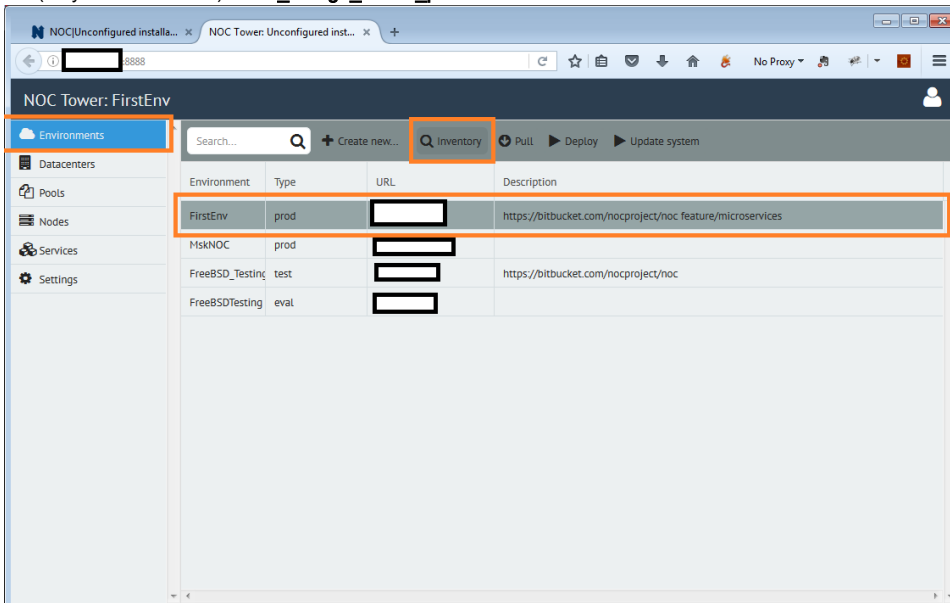 NOC|Unconfigured installa... × NOC Tower: Unconfigured inst... × +
:8888 No Proxy
NOC Tower: FirstEnv
Environments
Datacenters
Pools
Nodes
Services
Settings
Search... Create new... Inventory Pull Deploy Update system
Environment Type URL Description
FirstEnv prod https://bitbucket.com/nocproject/noc feature/microservices
MskNOC prod
FreeBSD_Testing test https://bitbucket.com/nocproject/noc
FreeBSDTesting eval